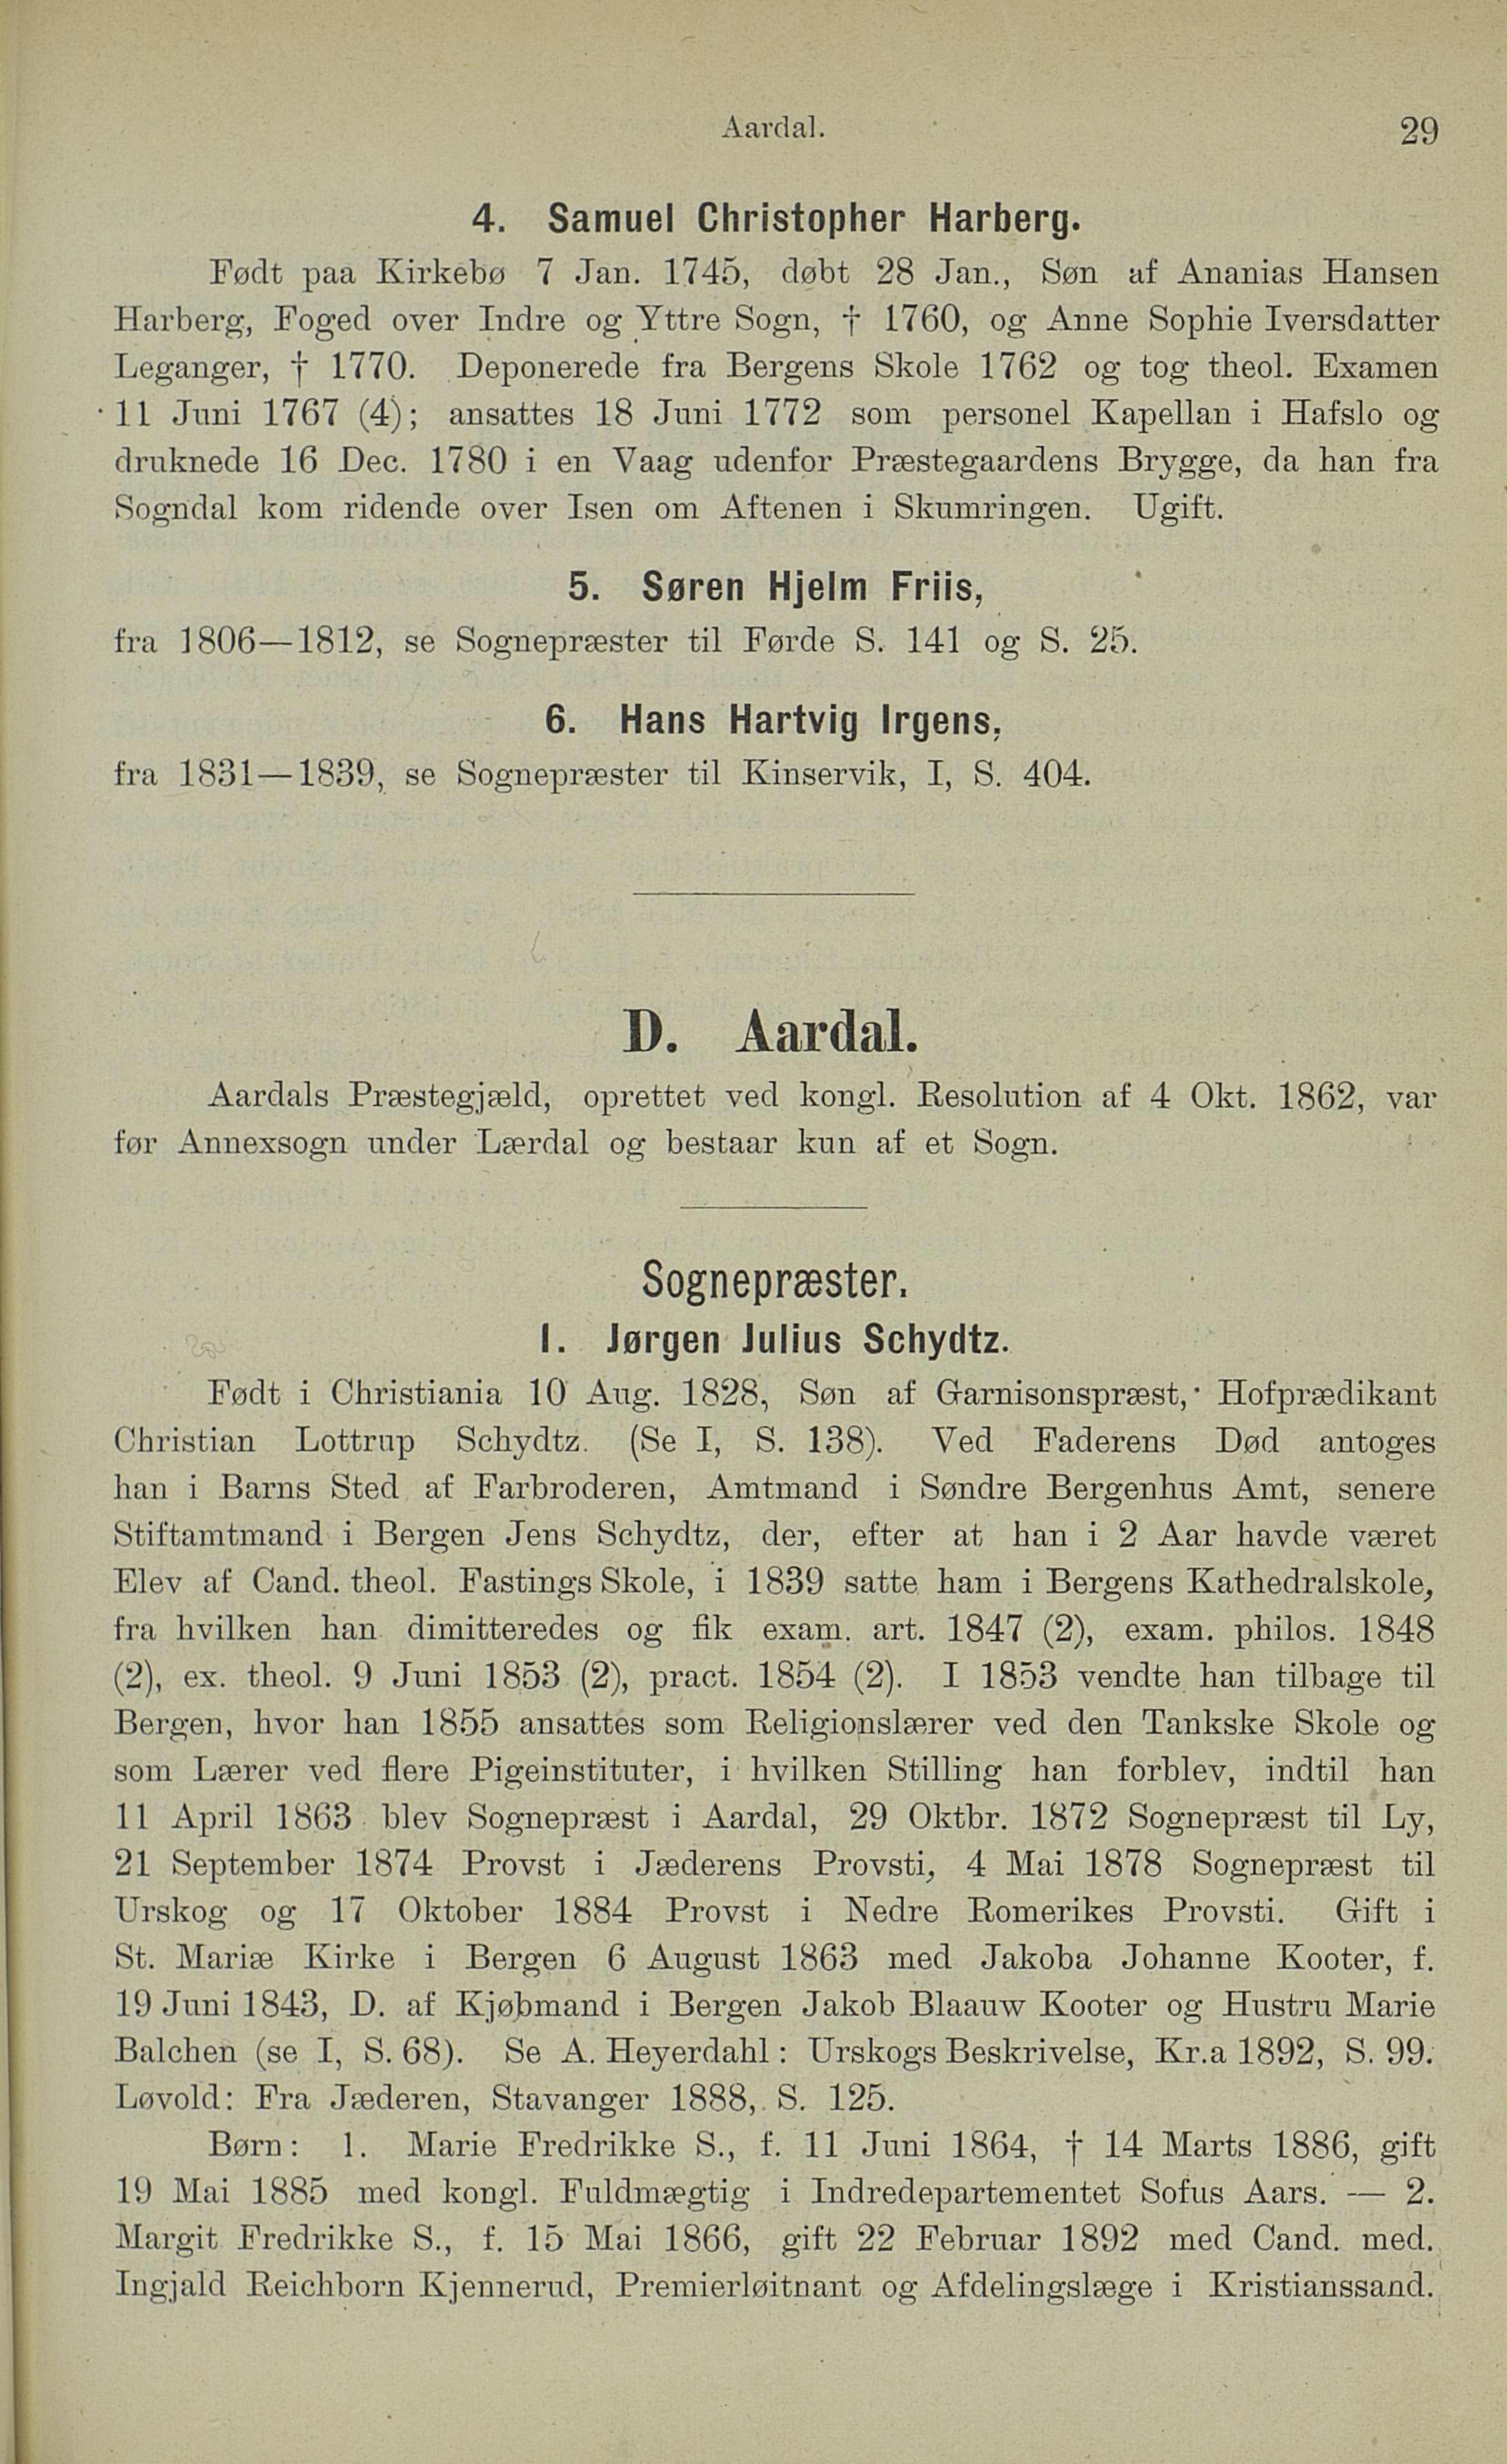 Aardal. 29
4. Samuel Christopher Harberg.
Født paa Kirkebø 7 Jan. 1745, døbt 28 Jan., Søn af Ananias Hansen
Harberg, Foged over Indre og Yttre Sogn, † 1760, og Anne Sophie Iversdatter
Leganger, † 1770. Deponerede fra Bergens Skole 1762 og tog theol. Examen
11 Juni 1767 (4); ansattes 18 Juni 1772 som personel Kapellan i Hafslo og
druknede 16 Dec. 1780 i en Vaag udenfor Præstegaardens Brygge, da han fra
Sogndal kom ridende over Isen om Aftenen i Skumringen. Ugift.
5. Søren Hjelm Friis,
fra 1806—1812, se Sognepræster til Førde S. 141 og S. 25.
6. Hans Hartvig Irgens,
fra 1831—1839, se Sognepræster til Kinservik, I, S. 404.
D. Aardal.
Aardals Præstegjæld, oprettet ved kongl. Resolution af 4 Okt. 1862, var
før Annexsogn under Lærdal og bestaar kun af et Sogn.
Sognepræster.
1. Jørgen Julius Schydtz.
Født i Christiania 10 Aug. 1828, Søn af Garnisonspræst, Hofprædikant
Christian Lottrup Schydtz. (Se I, S. 138). Ved Faderens Død antoges
han i Barns Sted af Farbroderen, Amtmand i Søndre Bergenhus Amt, senere
Stiftamtmand i Bergen Jens Schydtz, der, efter at han i 2 Aar havde været
Elev af Cand. theol. Fastings Skole, i 1839 satte ham i Bergens Kathedralskole,
fra hvilken han dimitteredes og fik exam. art. 1847 (2), exam. philos. 1848
(2), ex. theol. 9 Juni 1853 (2), pract. 1854 (2). I 1853 vendte han tilbage til
Bergen, hvor han 1855 ansattes som Religionslærer ved den Tankske Skole og
som Lærer ved flere Pigeinstituter, i hvilken Stilling han forblev, indtil han
11 April 1863 blev Sognepræst i Aardal, 29 Oktbr. 1872 Sognepræst til Ly,
21 September 1874 Provst i Jæderens Provsti, 4 Mai 1878 Sognepræst til
Urskog og 17 Oktober 1884 Provst i Nedre Romerikes Provsti. Gift i
St. Mariæ Kirke i Bergen 6 August 1863 med Jakoba Johanne Kooter, f.
19 Juni 1843, D. af Kjøbmand i Bergen Jakob Blaauw Kooter og Hustru Marie
Balchen (se I, S. 68). Se A. Heyerdahl: Urskogs Beskrivelse, Kr.a 1892, S. 99.
Løvold: Fra Jæderen, Stavanger 1888, S. 125.
Børn: 1. Marie Fredrikke S., f. 11 Juni 1864, † 14 Marts 1886, gift
19 Mai 1885 med kongl. Fuldmægtig i Indredepartementet Sofus Aars. — 2.
Margit Fredrikke S., f. 15 Mai 1866, gift 22 Februar 1892 med Cand. med.
Ingjald Reichborn Kjennerud, Premierløitnant og Afdelingslæge i Kristianssand.